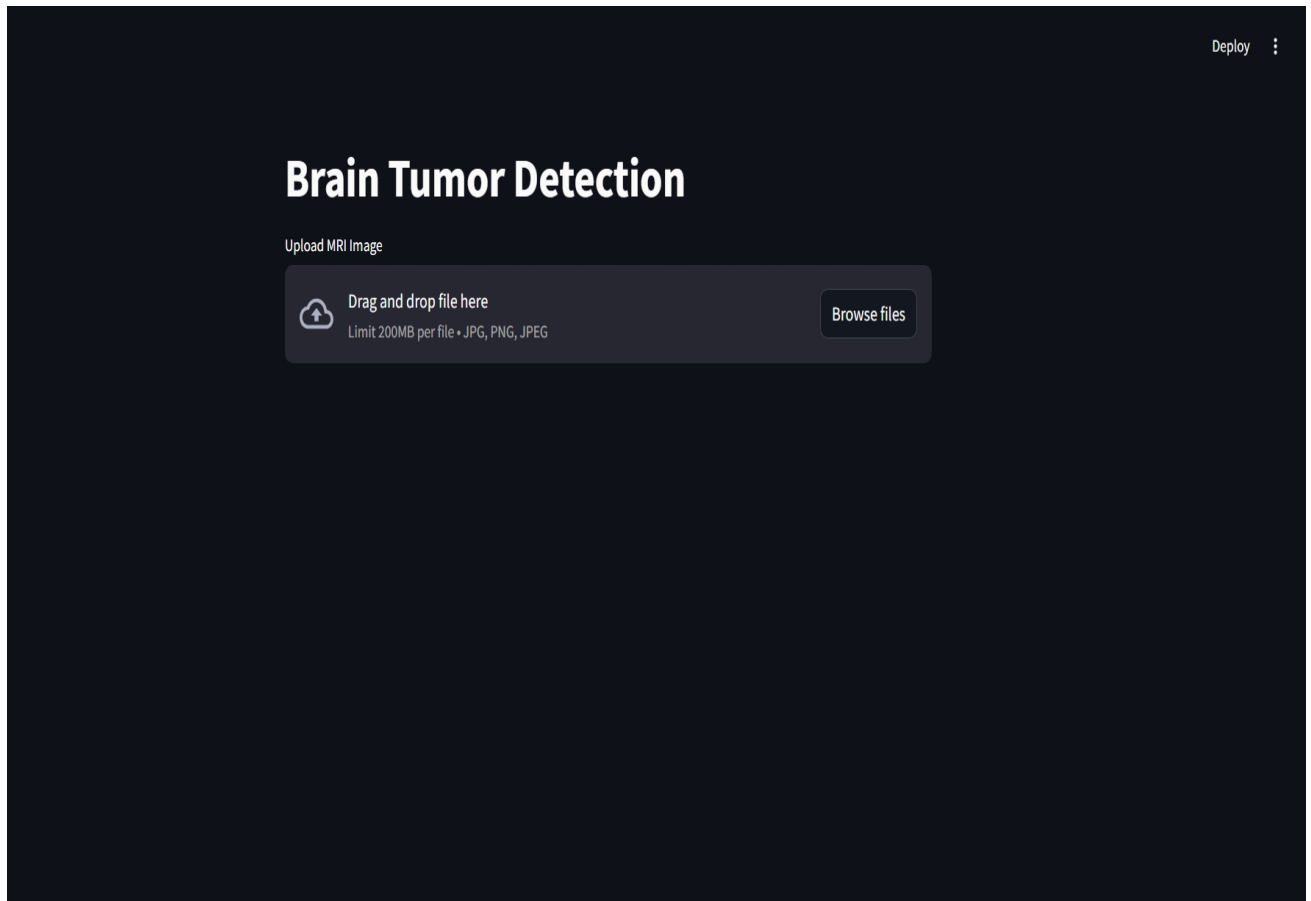 Deploy
Brain Tumor Detection
Upload MRI Image
Drag and drop file here
Limit 200MB per file • JPG, PNG, JPEG
Browse files